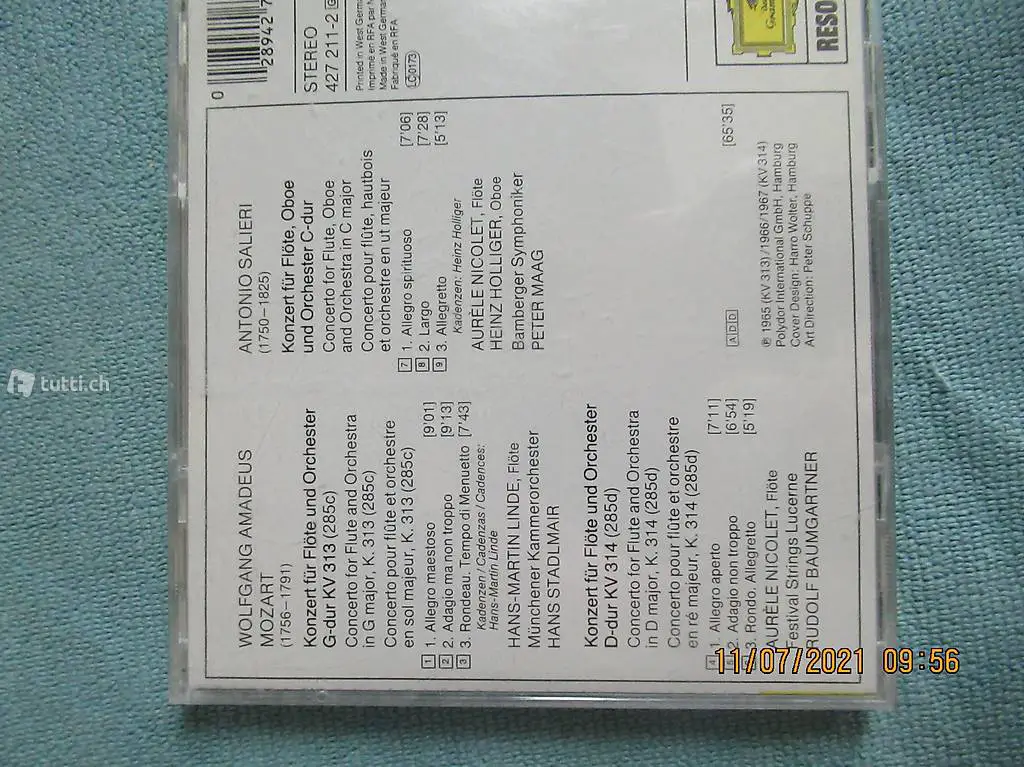 WOLFGANG AMADEUS
MOZART
(1756–1791)
Konzert für Flöte und Orchester
G-dur KV 313 (285c)
Concerto for Flute and Orchestra
in G major, K. 313 (285c)
Concerto pour flûte et orchestre
en sol majeur, K. 313 (285c)
1 1. Allegro maestoso [9'01]
2 2. Adagio ma non troppo [9'13]
3 3. Rondeau. Tempo di Menuetto [7'43]
Kadenzen / Cadenzas / Cadences:
Hans-Martin Linde
HANS-MARTIN LINDE, Flöte
Münchener Kammerorchester
HANS STADLMAIR
Konzert für Flöte und Orchester
D-dur KV 314 (285d)
Concerto for Flute and Orchestra
in D major, K. 314 (285d)
Concerto pour flûte et orchestre
en ré majeur, K. 314 (285d)
4 1. Allegro aperto [7'11]
2. Adagio non troppo [6'54]
3. Rondo. Allegretto [5'19]
AURÈLE NICOLET, Flöte
Festival Strings Lucerne
RUDOLF BAUMGARTNER
ANTONIO SALIERI
(1750–1825)
Konzert für Flöte, Oboe
und Orchester C-dur
Concerto for Flute, Oboe
and Orchestra in C major
Concerto pour flûte, hautbois
et orchestre en ut majeur
7 1. Allegro spirituoso [7'06]
8 2. Largo [7'28]
9 3. Allegretto [5'13]
Kadenzen: Heinz Holliger
AURÈLE NICOLET, Flöte
HEINZ HOLLIGER, Oboe
Bamberger Symphoniker
PETER MAAG
ADD [65'35]
℗ 1965 (KV 313)/1966/1967 (KV 314)
Polydor International GmbH, Hamburg
Cover Design: Harro Wolter, Hamburg
Art Direction: Peter Schuppe
0 28942 7
STEREO
427 211-2
Printed in West
Imprimé en RFA par
Made in West
Fabriqué en RFA
LC 0173
RESO
tutti.ch
11/07/2021 09:56